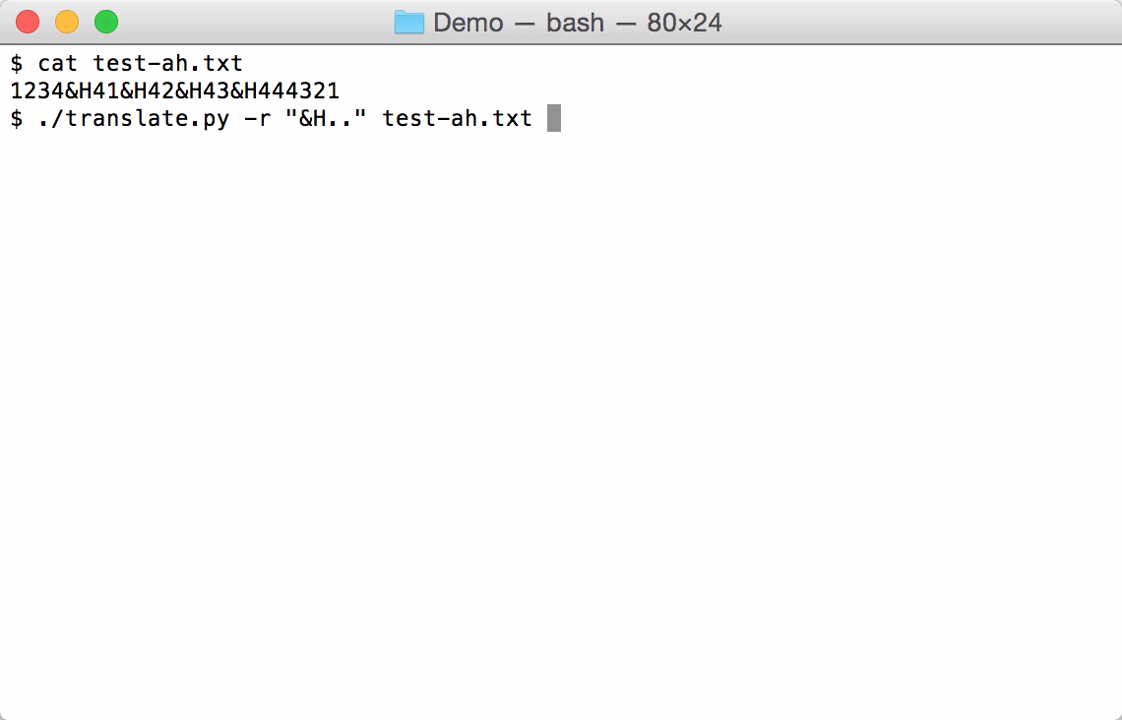 Demo — bash — 80×24
$ cat test-ah.txt
1234&H41&H42&H43&H444321
$ ./translate.py -r "&H.." test-ah.txt